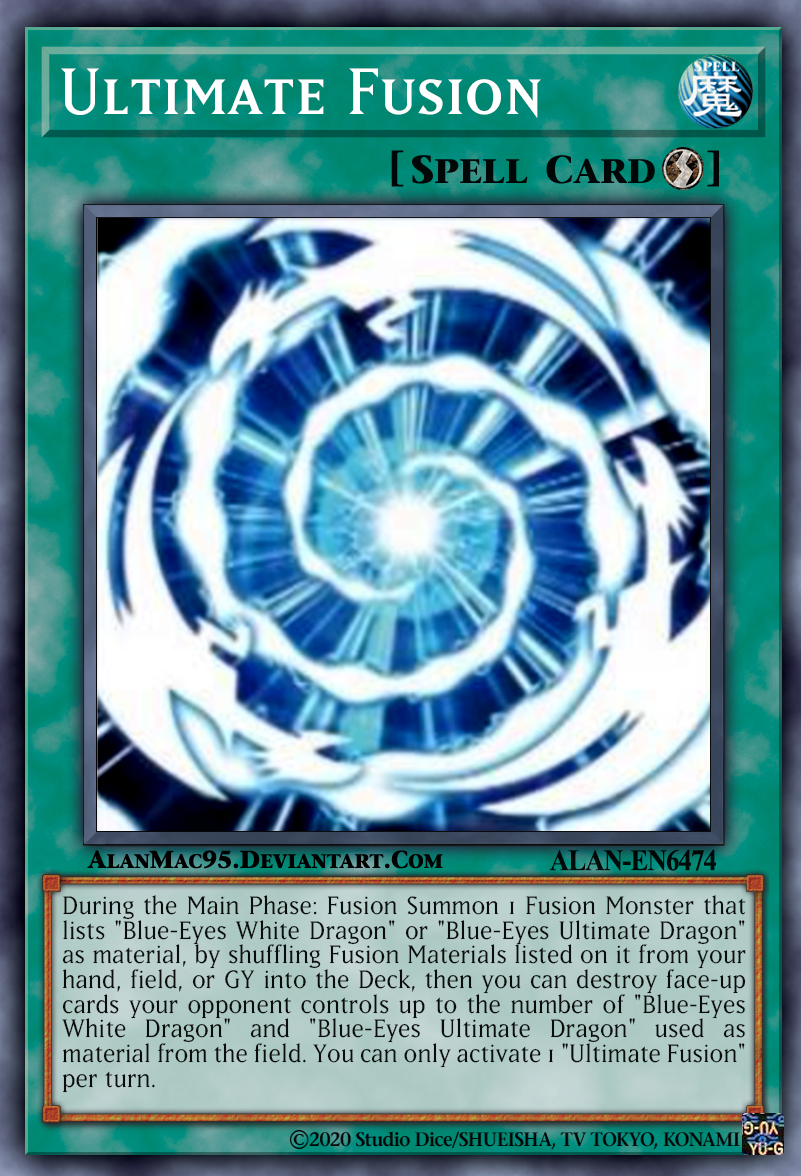 Ultimate Fusion
SPELL
魔
[Spell Card]
AlanMac95.DeviantArt.Com
ALAN-EN6474
During the Main Phase: Fusion Summon 1 Fusion Monster that
lists "Blue-Eyes White Dragon" or "Blue-Eyes Ultimate Dragon"
as material, by shuffling Fusion Materials listed on it from your
hand, field, or GY into the Deck, then you can destroy face-up
cards your opponent controls up to the number of "Blue-Eyes
White Dragon" and "Blue-Eyes Ultimate Dragon" used as
material from the field. You can only activate 1 "Ultimate Fusion"
per turn.
©2020 Studio Dice/SHUEISHA, TV TOKYO, KONAMI
YU-G
YU-G